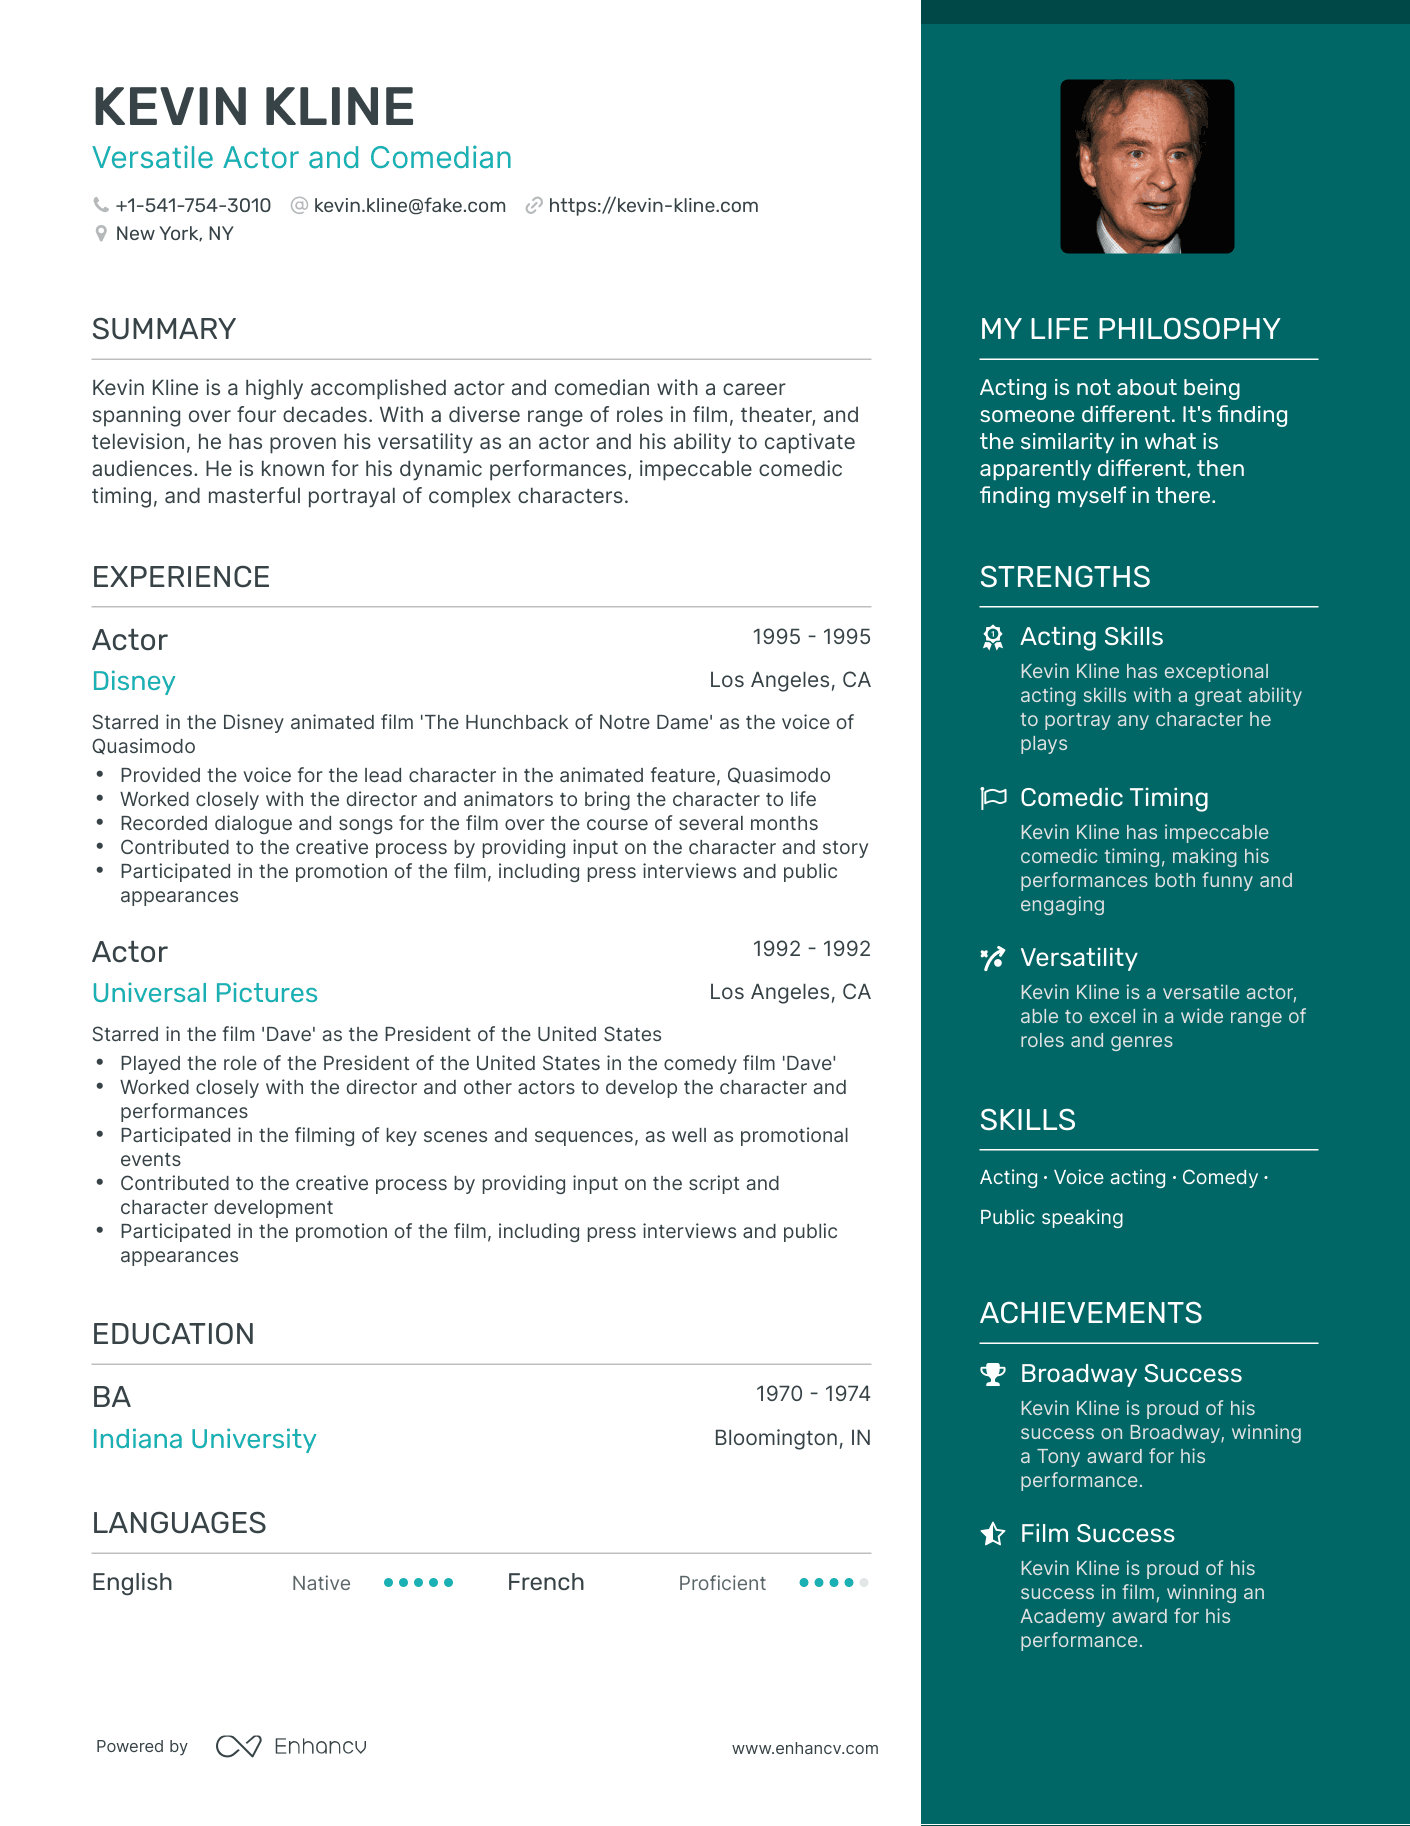 KEVIN KLINE
Versatile Actor and Comedian
+1-541-754-3010 kevin.kline@fake.com https://kevin-kline.com
New York, NY
SUMMARY
Kevin Kline is a highly accomplished actor and comedian with a career
spanning over four decades. With a diverse range of roles in film, theater, and
television, he has proven his versatility as an actor and his ability to captivate
audiences. He is known for his dynamic performances, impeccable comedic
timing, and masterful portrayal of complex characters.
EXPERIENCE
Actor 1995 - 1995
Disney Los Angeles, CA
Starred in the Disney animated film 'The Hunchback of Notre Dame' as the voice of
Quasimodo
• Provided the voice for the lead character in the animated feature, Quasimodo
• Worked closely with the director and animators to bring the character to life
• Recorded dialogue and songs for the film over the course of several months
• Contributed to the creative process by providing input on the character and story
• Participated in the promotion of the film, including press interviews and public
appearances
Actor 1992 - 1992
Universal Pictures Los Angeles, CA
Starred in the film 'Dave' as the President of the United States
• Played the role of the President of the United States in the comedy film 'Dave'
• Worked closely with the director and other actors to develop the character and
performances
• Participated in the filming of key scenes and sequences, as well as promotional
events
• Contributed to the creative process by providing input on the script and
character development
• Participated in the promotion of the film, including press interviews and public
appearances
EDUCATION
BA 1970 - 1974
Indiana University Bloomington, IN
LANGUAGES
English Native French Proficient
Powered by Enhancv www.enhancv.com
MY LIFE PHILOSOPHY
Acting is not about being
someone different. It's finding
the similarity in what is
apparently different, then
finding myself in there.
STRENGTHS
Acting Skills
Kevin Kline has exceptional
acting skills with a great ability
to portray any character he
plays
Comedic Timing
Kevin Kline has impeccable
comedic timing, making his
performances both funny and
engaging
Versatility
Kevin Kline is a versatile actor,
able to excel in a wide range of
roles and genres
SKILLS
Acting · Voice acting · Comedy ·
Public speaking
ACHIEVEMENTS
Broadway Success
Kevin Kline is proud of his
success on Broadway, winning
a Tony award for his
performance.
Film Success
Kevin Kline is proud of his
success in film, winning an
Academy award for his
performance.